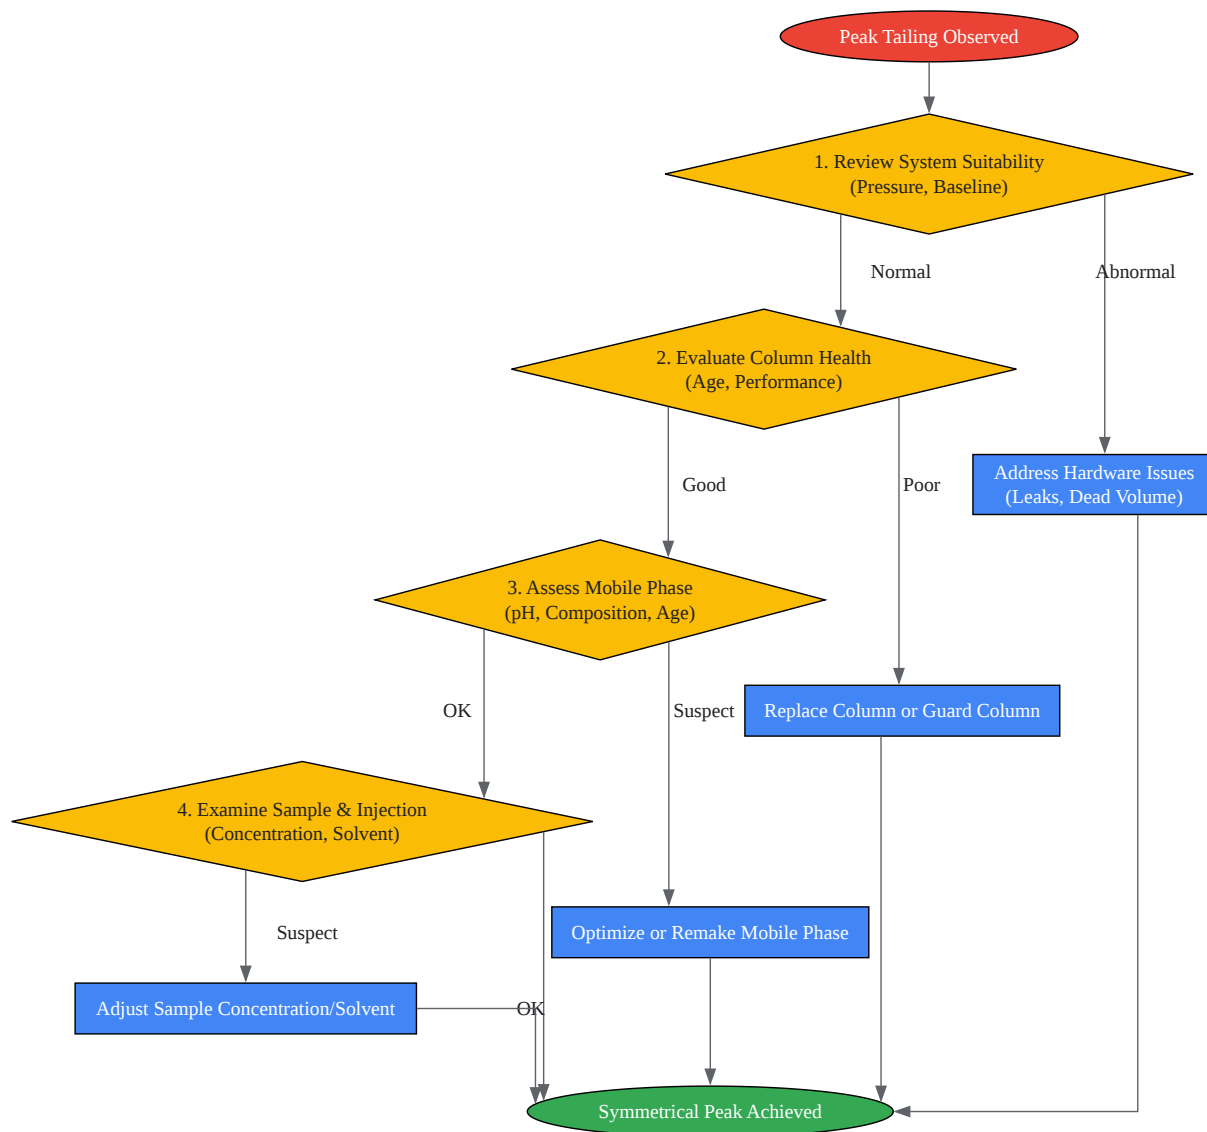 Peak Tailing Observed
1. Review System Suitability
(Pressure, Baseline)
Normal
Abnormal
2. Evaluate Column Health
(Age, Performance)
Address Hardware Issues
(Leaks, Dead Volume)
Good
Poor
3. Assess Mobile Phase
(pH, Composition, Age)
OK
Suspect
Replace Column or Guard Column
4. Examine Sample & Injection
(Concentration, Solvent)
Suspect
Optimize or Remake Mobile Phase
Adjust Sample Concentration/Solvent
OK
Symmetrical Peak Achieved